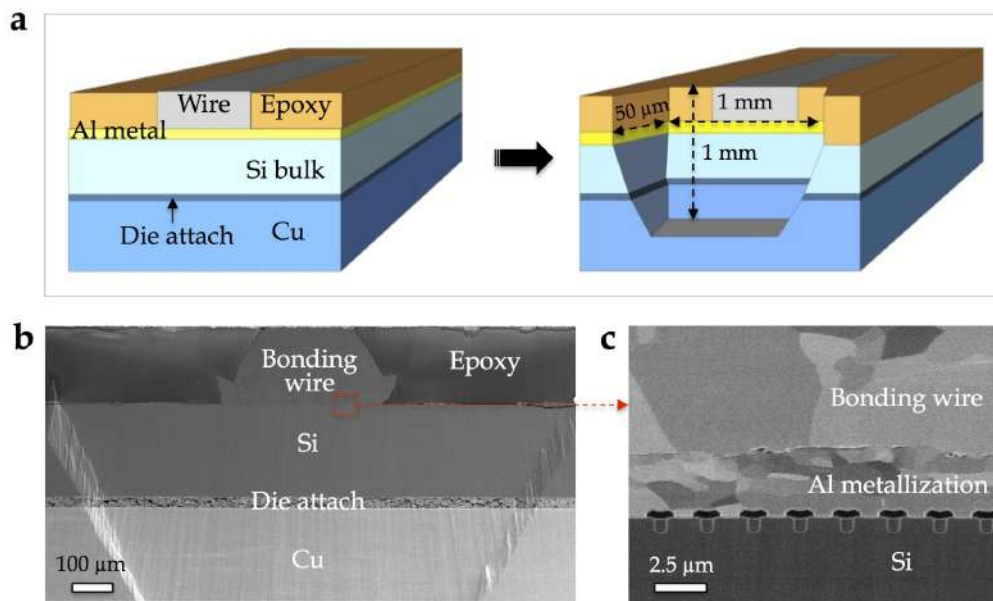 a
Wire
Epoxy
Al metal
Si bulk
Die attach
Cu
50 µm
1 mm
1 mm
b
Bonding
wire
Epoxy
Si
Die attach
Cu
100 µm
c
Bonding wire
Al metallization
Si
2.5 µm